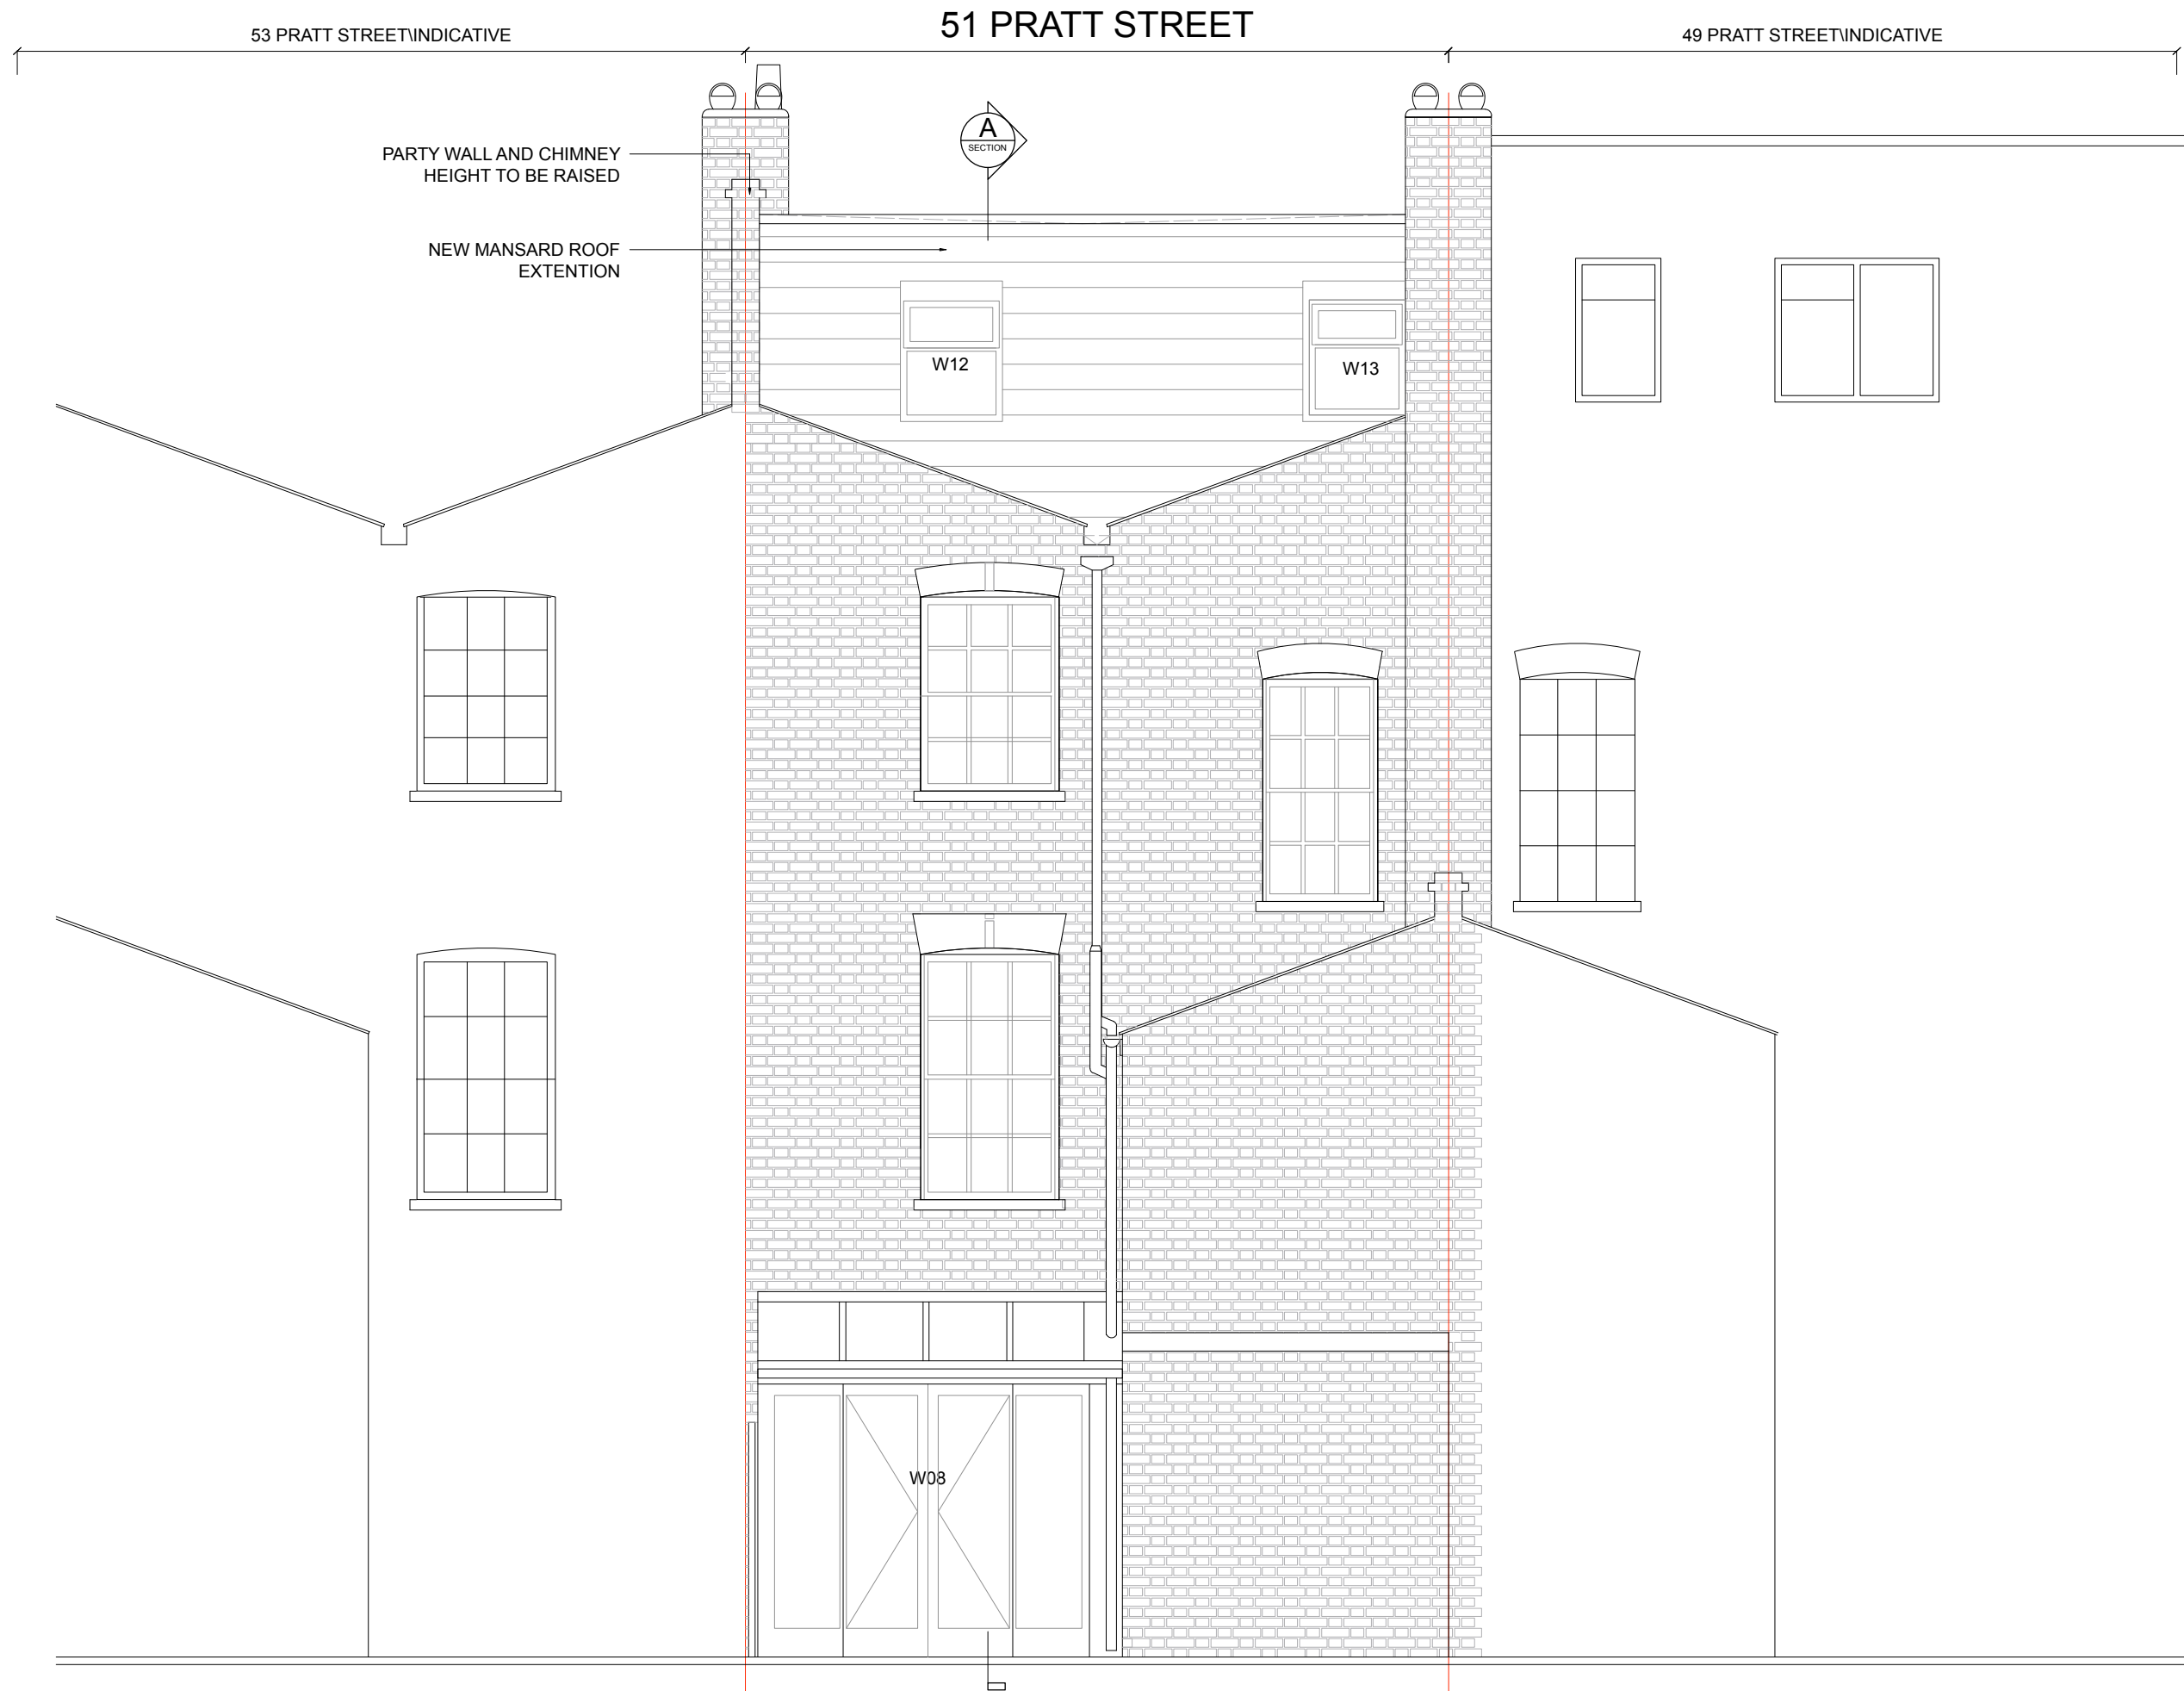 51 PRATT STREET
53 PRATT STREET\INDICATIVE
49 PRATT STREET\INDICATIVE
A
SECTION
PARTY WALL AND CHIMNEY
HEIGHT TO BE RAISED
NEW MANSARD ROOF
EXTENTION
W12
W13
W08